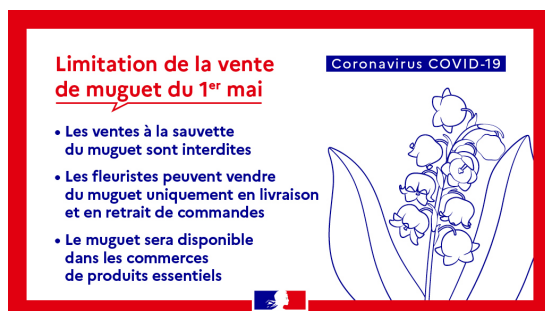 Limitation de la vente
de muguet du 1er mai
Coronavirus COVID-19
• Les ventes à la sauvette
du muguet sont interdites
• Les fleuristes peuvent vendre
du muguet uniquement en livraison
et en retrait de commandes
• Le muguet sera disponible
dans les commerces
de produits essentiels